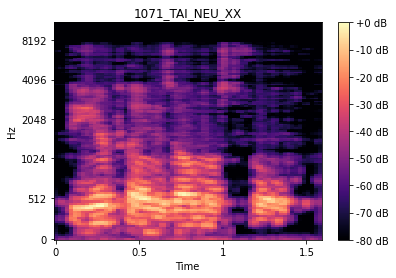 1071_TAI_NEU_XX
8192
4096
2048
1024
512
0
Hz
0
0.5
1
1.5
Time
+0 dB
-10 dB
-20 dB
-30 dB
-40 dB
-50 dB
-60 dB
-70 dB
-80 dB